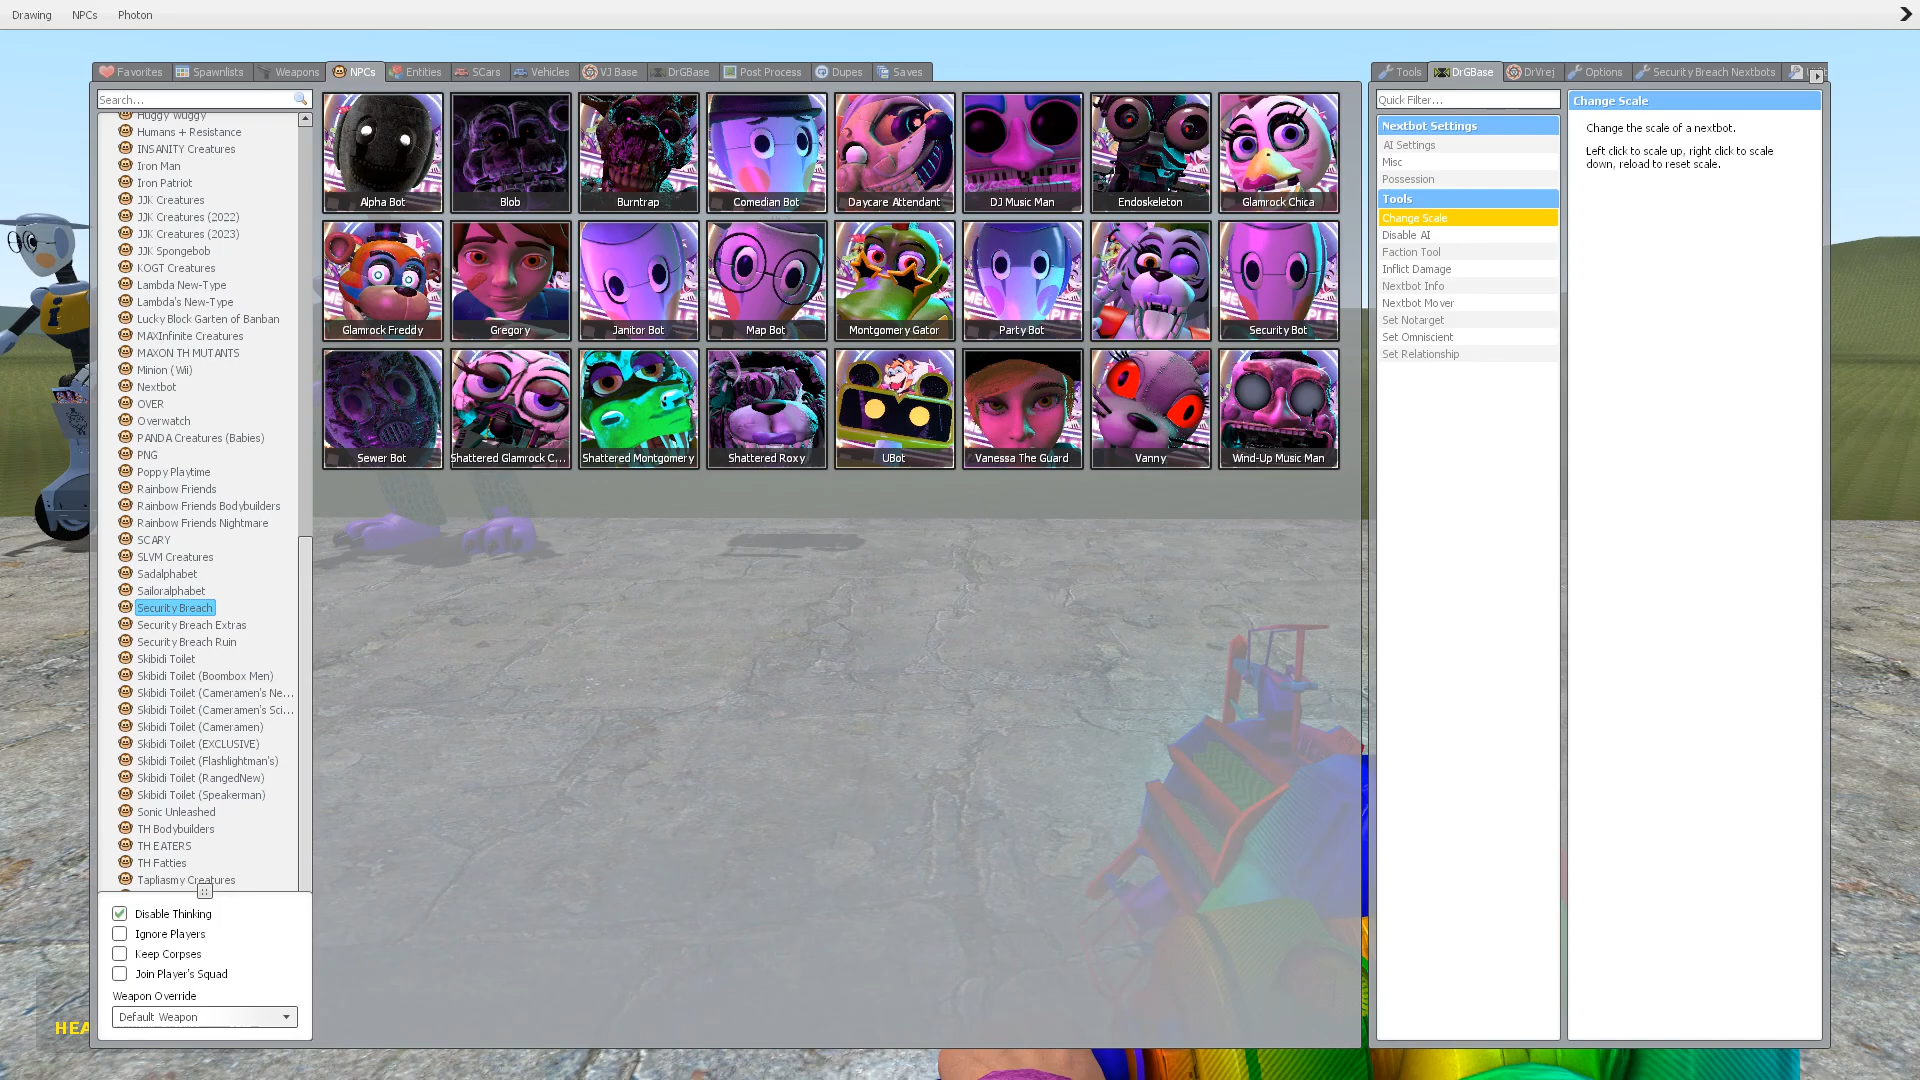 Drawing NPCs Photon
Favorites Spawnlists Weapons NPCs Entities SCars Vehicles VJ Base DrGBase Post Process Dupes Saves
Search...
Huggy Wuggy
Humans + Resistance
INSANITY Creatures
Iron Man
Iron Patriot
JJK Creatures
JJK Creatures (2022)
JJK Creatures (2023)
JJK Spongebob
KOGT Creatures
Lambda New-Type
Lambda's New-Type
Lucky Block Garten of Banban
MAXInfinite Creatures
MAXON TH MUTANTS
Minion (Wii)
Nextbot
OVER
Overwatch
PANDA Creatures (Babies)
PNG
Poppy Playtime
Rainbow Friends
Rainbow Friends Bodybuilders
Rainbow Friends Nightmare
SCARY
SLVM Creatures
Sadalphabet
Sailoralphabet
Security Breach
Security Breach Extras
Security Breach Ruin
Skibidi Toilet
Skibidi Toilet (Boombox Men)
Skibidi Toilet (Cameramen's Ne...
Skibidi Toilet (Cameramen's Sci...
Skibidi Toilet (Cameramen)
Skibidi Toilet (EXCLUSIVE)
Skibidi Toilet (Flashlightman's)
Skibidi Toilet (RangedNew)
Skibidi Toilet (Speakerman)
Sonic Unleashed
TH Bodybuilders
TH EATERS
TH Fatties
Tapliasmy Creatures
Disable Thinking
Ignore Players
Keep Corpses
Join Player's Squad
Weapon Override
Default Weapon
HEA
Alpha Bot Blob Burntrap Comedian Bot Daycare Attendant DJ Music Man Endoskeleton Glamrock Chica
Glamrock Freddy Gregory Janitor Bot Map Bot Montgomery Gator Party Bot Security Bot
Sewer Bot Shattered Glamrock C... Shattered Montgomery Shattered Roxy UBot Vanessa The Guard Vanny Wind-Up Music Man
Tools DrGBase DrVrej Options Security Breach Nextbots
Quick Filter...
Nextbot Settings
AI Settings
Misc
Possession
Tools
Change Scale
Disable AI
Faction Tool
Inflict Damage
Nextbot Info
Nextbot Mover
Set Notarget
Set Omniscient
Set Relationship
Change Scale
Change the scale of a nextbot.
Left click to scale up, right click to scale
down, reload to reset scale.